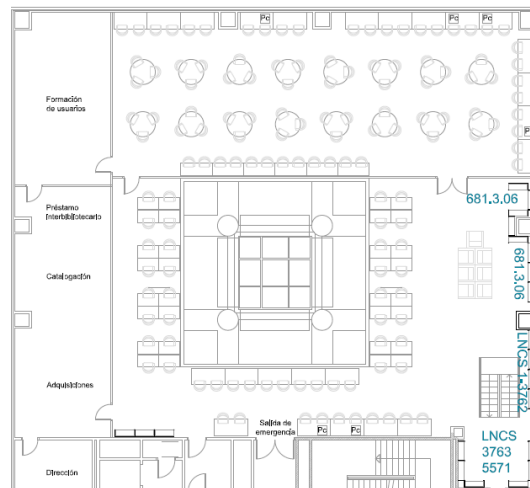 Pc
Pc
Pc
Formación
de usuarios
Pc
Préstamo
Interbibliotecario
681.3.06
Catalogación
681.3.06
LNCS 1-3762
Adquisiciones
Salida de
emergencia
Pc
Pc
LNCS
3763
5571
Dirección